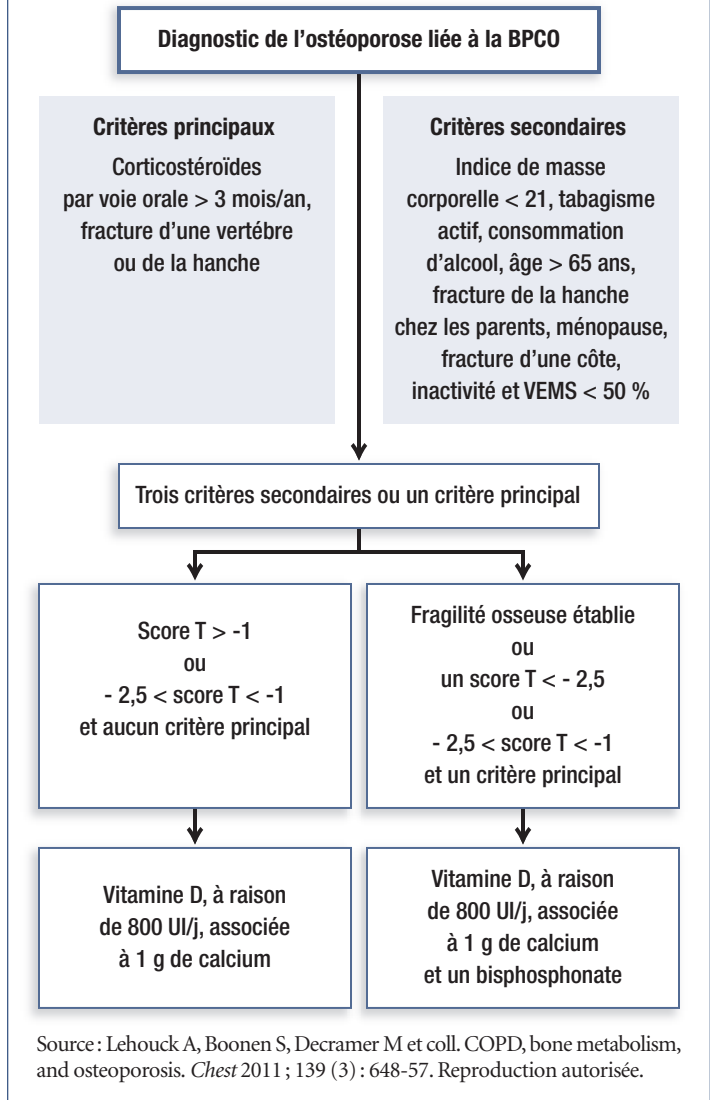 Diagnostic de l’ostéoporose liée à la BPCO
Critères principaux
Corticostéroïdes
par voie orale > 3 mois/an,
fracture d’une vertébre
ou de la hanche
Critères secondaires
Indice de masse
corporelle < 21, tabagisme
actif, consommation
d’alcool, âge > 65 ans,
fracture de la hanche
chez les parents, ménopause,
fracture d’une côte,
inactivité et VEMS < 50 %
Trois critères secondaires ou un critère principal
Score T > -1
ou
- 2,5 < score T < -1
et aucun critère principal
Fragilité osseuse établie
ou
un score T < - 2,5
ou
- 2,5 < score T < -1
et un critère principal
Vitamine D, à raison
de 800 UI/j, associée
à 1 g de calcium
Vitamine D, à raison
de 800 UI/j, associée
à 1 g de calcium
et un bisphosphonate
Source : Lehouck A, Boonen S, Decramer M et coll. COPD, bone metabolism,
and osteoporosis. Chest 2011 ; 139 (3) : 648-57. Reproduction autorisée.